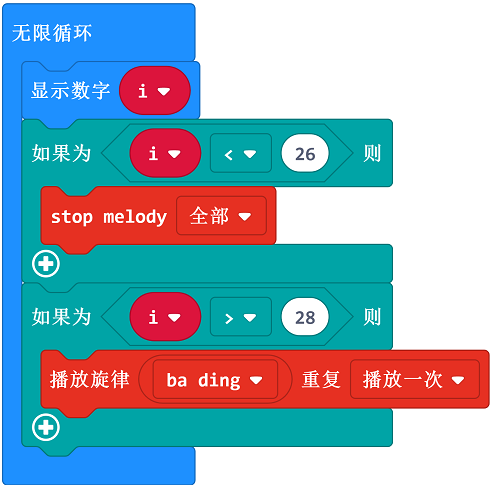 无限循环
显示数字 i
如果为 i < 26 则
stop melody 全部
如果为 i > 28 则
播放旋律 ba ding 重复 播放一次